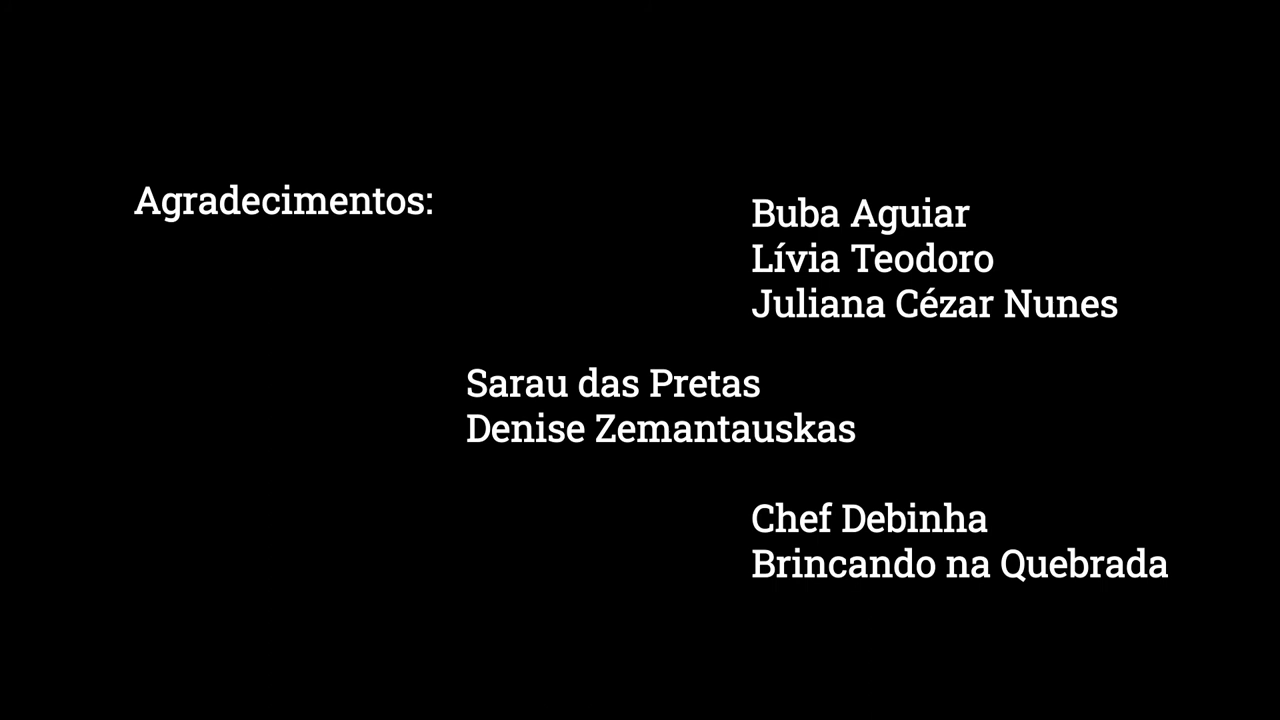 Agradecimentos:
Buba Aguiar
Lívia Teodoro
Juliana Cézar Nunes
Sarau das Pretas
Denise Zemantauskas
Chef Debinha
Brincando na Quebrada